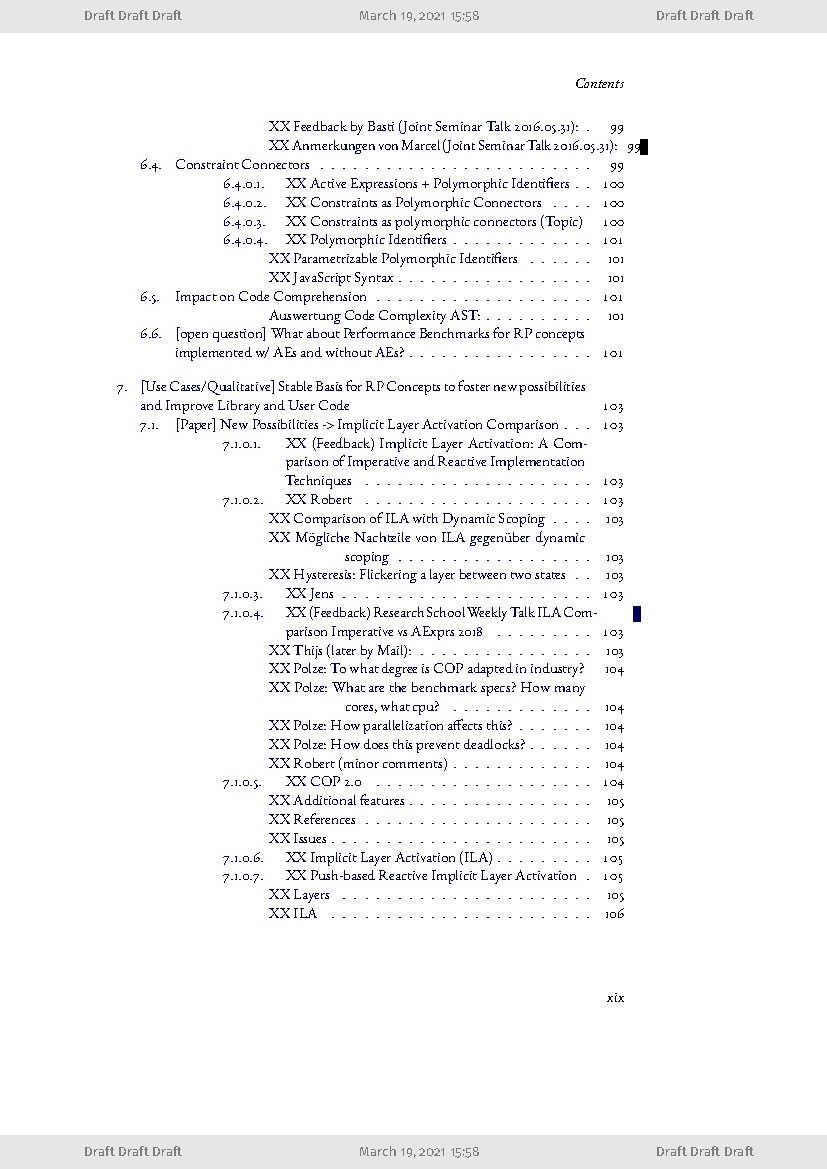 Draft Draft Draft March 19, 2021 15:58 Draft Draft Draft
Contents
XX Feedback by Basti (Joint Seminar Talk 2016.05.31): . 99
XX Anmerkungen von Marcel (Joint Seminar Talk 2016.05.31): 99
6.4. Constraint Connectors . . . . . . . . . . . . . . . . . . . . . . . . . 99
6.4.0.1. XX Active Expressions + Polymorphic Identifiers . . 100
6.4.0.2. XX Constraints as Polymorphic Connectors . . . . 100
6.4.0.3. XX Constraints as polymorphic connectors (Topic) 100
6.4.0.4. XX Polymorphic Identifiers . . . . . . . . . . . . . 101
XX Parametrizable Polymorphic Identifiers . . . . . . 101
XX JavaScript Syntax . . . . . . . . . . . . . . . . . . 101
6.5. Impact on Code Comprehension . . . . . . . . . . . . . . . . . . . . 101
Auswertung Code Complexity AST: . . . . . . . . . . 101
6.6. [open question] What about Performance Benchmarks for RP concepts
implemented w/ AEs and without AEs? . . . . . . . . . . . . . . . . . 101
7. [Use Cases/Qualitative] Stable Basis for RP Concepts to foster new possibilities
and Improve Library and User Code 103
7.1. [Paper] New Possibilities -> Implicit Layer Activation Comparison . . . 103
7.1.0.1. XX (Feedback) Implicit Layer Activation: A Com-
parison of Imperative and Reactive Implementation
Techniques . . . . . . . . . . . . . . . . . . . . . 103
7.1.0.2. XX Robert . . . . . . . . . . . . . . . . . . . . . 103
XX Comparison of ILA with Dynamic Scoping . . . . 103
XX Mögliche Nachteile von ILA gegenüber dynamic
scoping . . . . . . . . . . . . . . . . . . 103
XX Hysteresis: Flickering a layer between two states . . 103
7.1.0.3. XX Jens . . . . . . . . . . . . . . . . . . . . . . . 103
7.1.0.4. XX (Feedback) Research School Weekly Talk ILA Com-
parison Imperative vs AExprs 2018 . . . . . . . . . 103
XX Thijs (later by Mail): . . . . . . . . . . . . . . . . 103
XX Polze: To what degree is COP adapted in industry? 104
XX Polze: What are the benchmark specs? How many
cores, what cpu? . . . . . . . . . . . . . 104
XX Polze: How parallelization affects this? . . . . . . . 104
XX Polze: How does this prevent deadlocks? . . . . . . 104
XX Robert (minor comments) . . . . . . . . . . . . . 104
7.1.0.5. XX COP 2.0 . . . . . . . . . . . . . . . . . . . . 104
XX Additional features . . . . . . . . . . . . . . . . . 105
XX References . . . . . . . . . . . . . . . . . . . . . 105
XX Issues . . . . . . . . . . . . . . . . . . . . . . . . 105
7.1.0.6. XX Implicit Layer Activation (ILA) . . . . . . . . . 105
7.1.0.7. XX Push-based Reactive Implicit Layer Activation . 105
XX Layers . . . . . . . . . . . . . . . . . . . . . . . 105
XX ILA . . . . . . . . . . . . . . . . . . . . . . . . 106
xix
Draft Draft Draft March 19, 2021 15:58 Draft Draft Draft